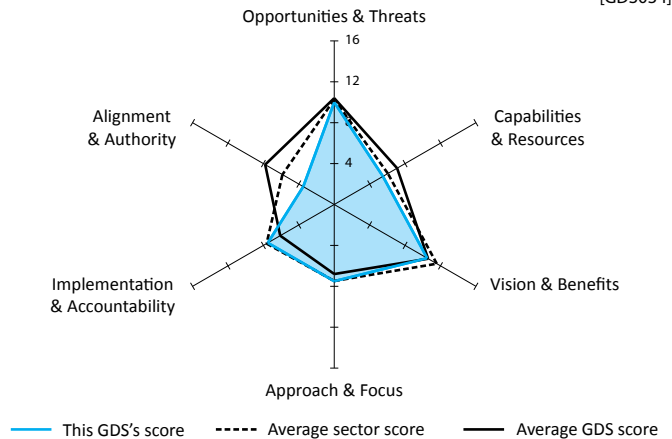 Opportunities & Threats
16
12
4
Alignment
& Authority
Capabilities
& Resources
Implementation
& Accountability
Vision & Benefits
Approach & Focus
This GDS's score
Average sector score
Average GDS score